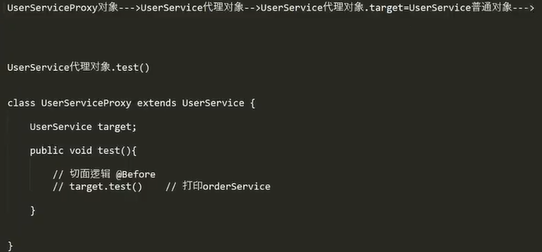 UserServiceProxy对象--->UserService代理对象-->UserService代理对象.target=UserService普通对象--->
UserService代理对象.test()
class UserServiceProxy extends UserService {
UserService target;
public void test(){
// 切面逻辑 @Before
// target.test()    // 打印orderService
}
}